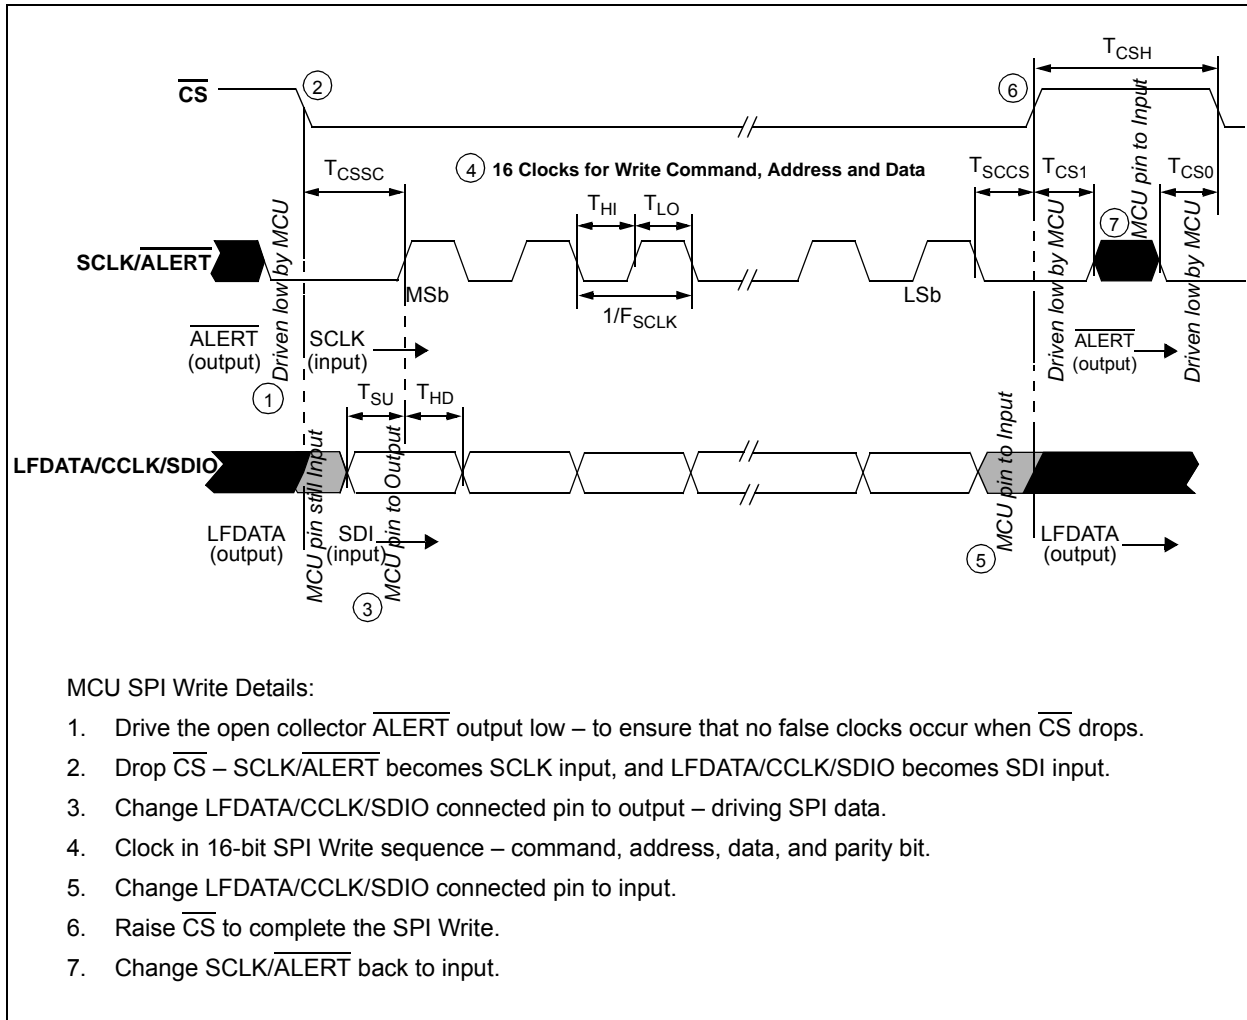 T_CSH
CS
2
6
MCU pin to Input
4 16 Clocks for Write Command, Address and Data
T_CSSC
T_SCCS
T_CS1
T_CS0
T_HI
T_LO
7
Driven low by MCU
SCLK/ALERT
MSb
LSb
1/F_SCLK
Driven low by MCU
Driven low by MCU
ALERT
(output)
SCLK
(input)
ALERT
(output)
1
T_SU
T_HD
LFDATA/CCLK/SDIO
MCU pin still Input
MCU pin to Output
MCU pin to Input
LFDATA
(output)
SDI
(input)
5
LFDATA
(output)
3
MCU SPI Write Details:
1. Drive the open collector ALERT output low – to ensure that no false clocks occur when CS drops.
2. Drop CS – SCLK/ALERT becomes SCLK input, and LFDATA/CCLK/SDIO becomes SDI input.
3. Change LFDATA/CCLK/SDIO connected pin to output – driving SPI data.
4. Clock in 16-bit SPI Write sequence – command, address, data, and parity bit.
5. Change LFDATA/CCLK/SDIO connected pin to input.
6. Raise CS to complete the SPI Write.
7. Change SCLK/ALERT back to input.